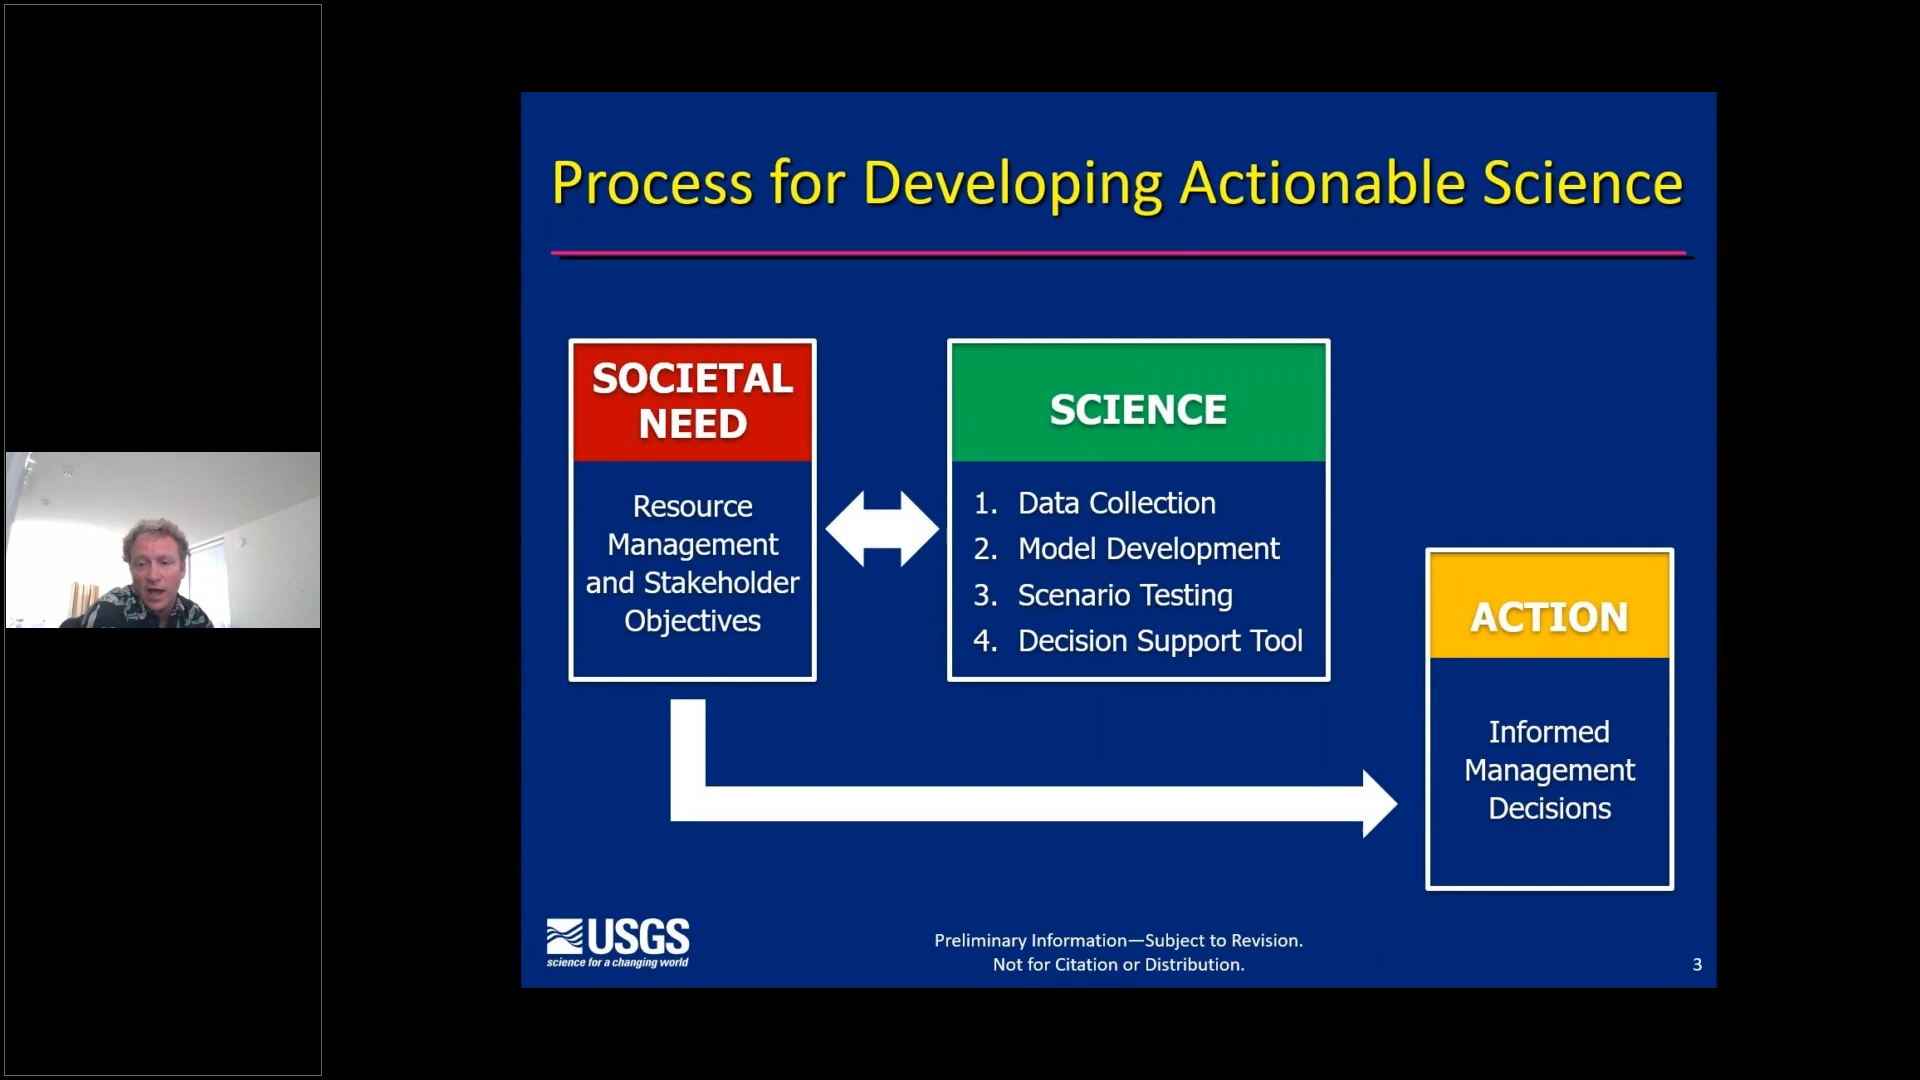 Process for Developing Actionable Science
SOCIETAL
NEED
Resource
Management
and Stakeholder
Objectives
SCIENCE
1. Data Collection
2. Model Development
3. Scenario Testing
4. Decision Support Tool
ACTION
Informed
Management
Decisions
USGS
science for a changing world
Preliminary Information—Subject to Revision.
Not for Citation or Distribution.
3